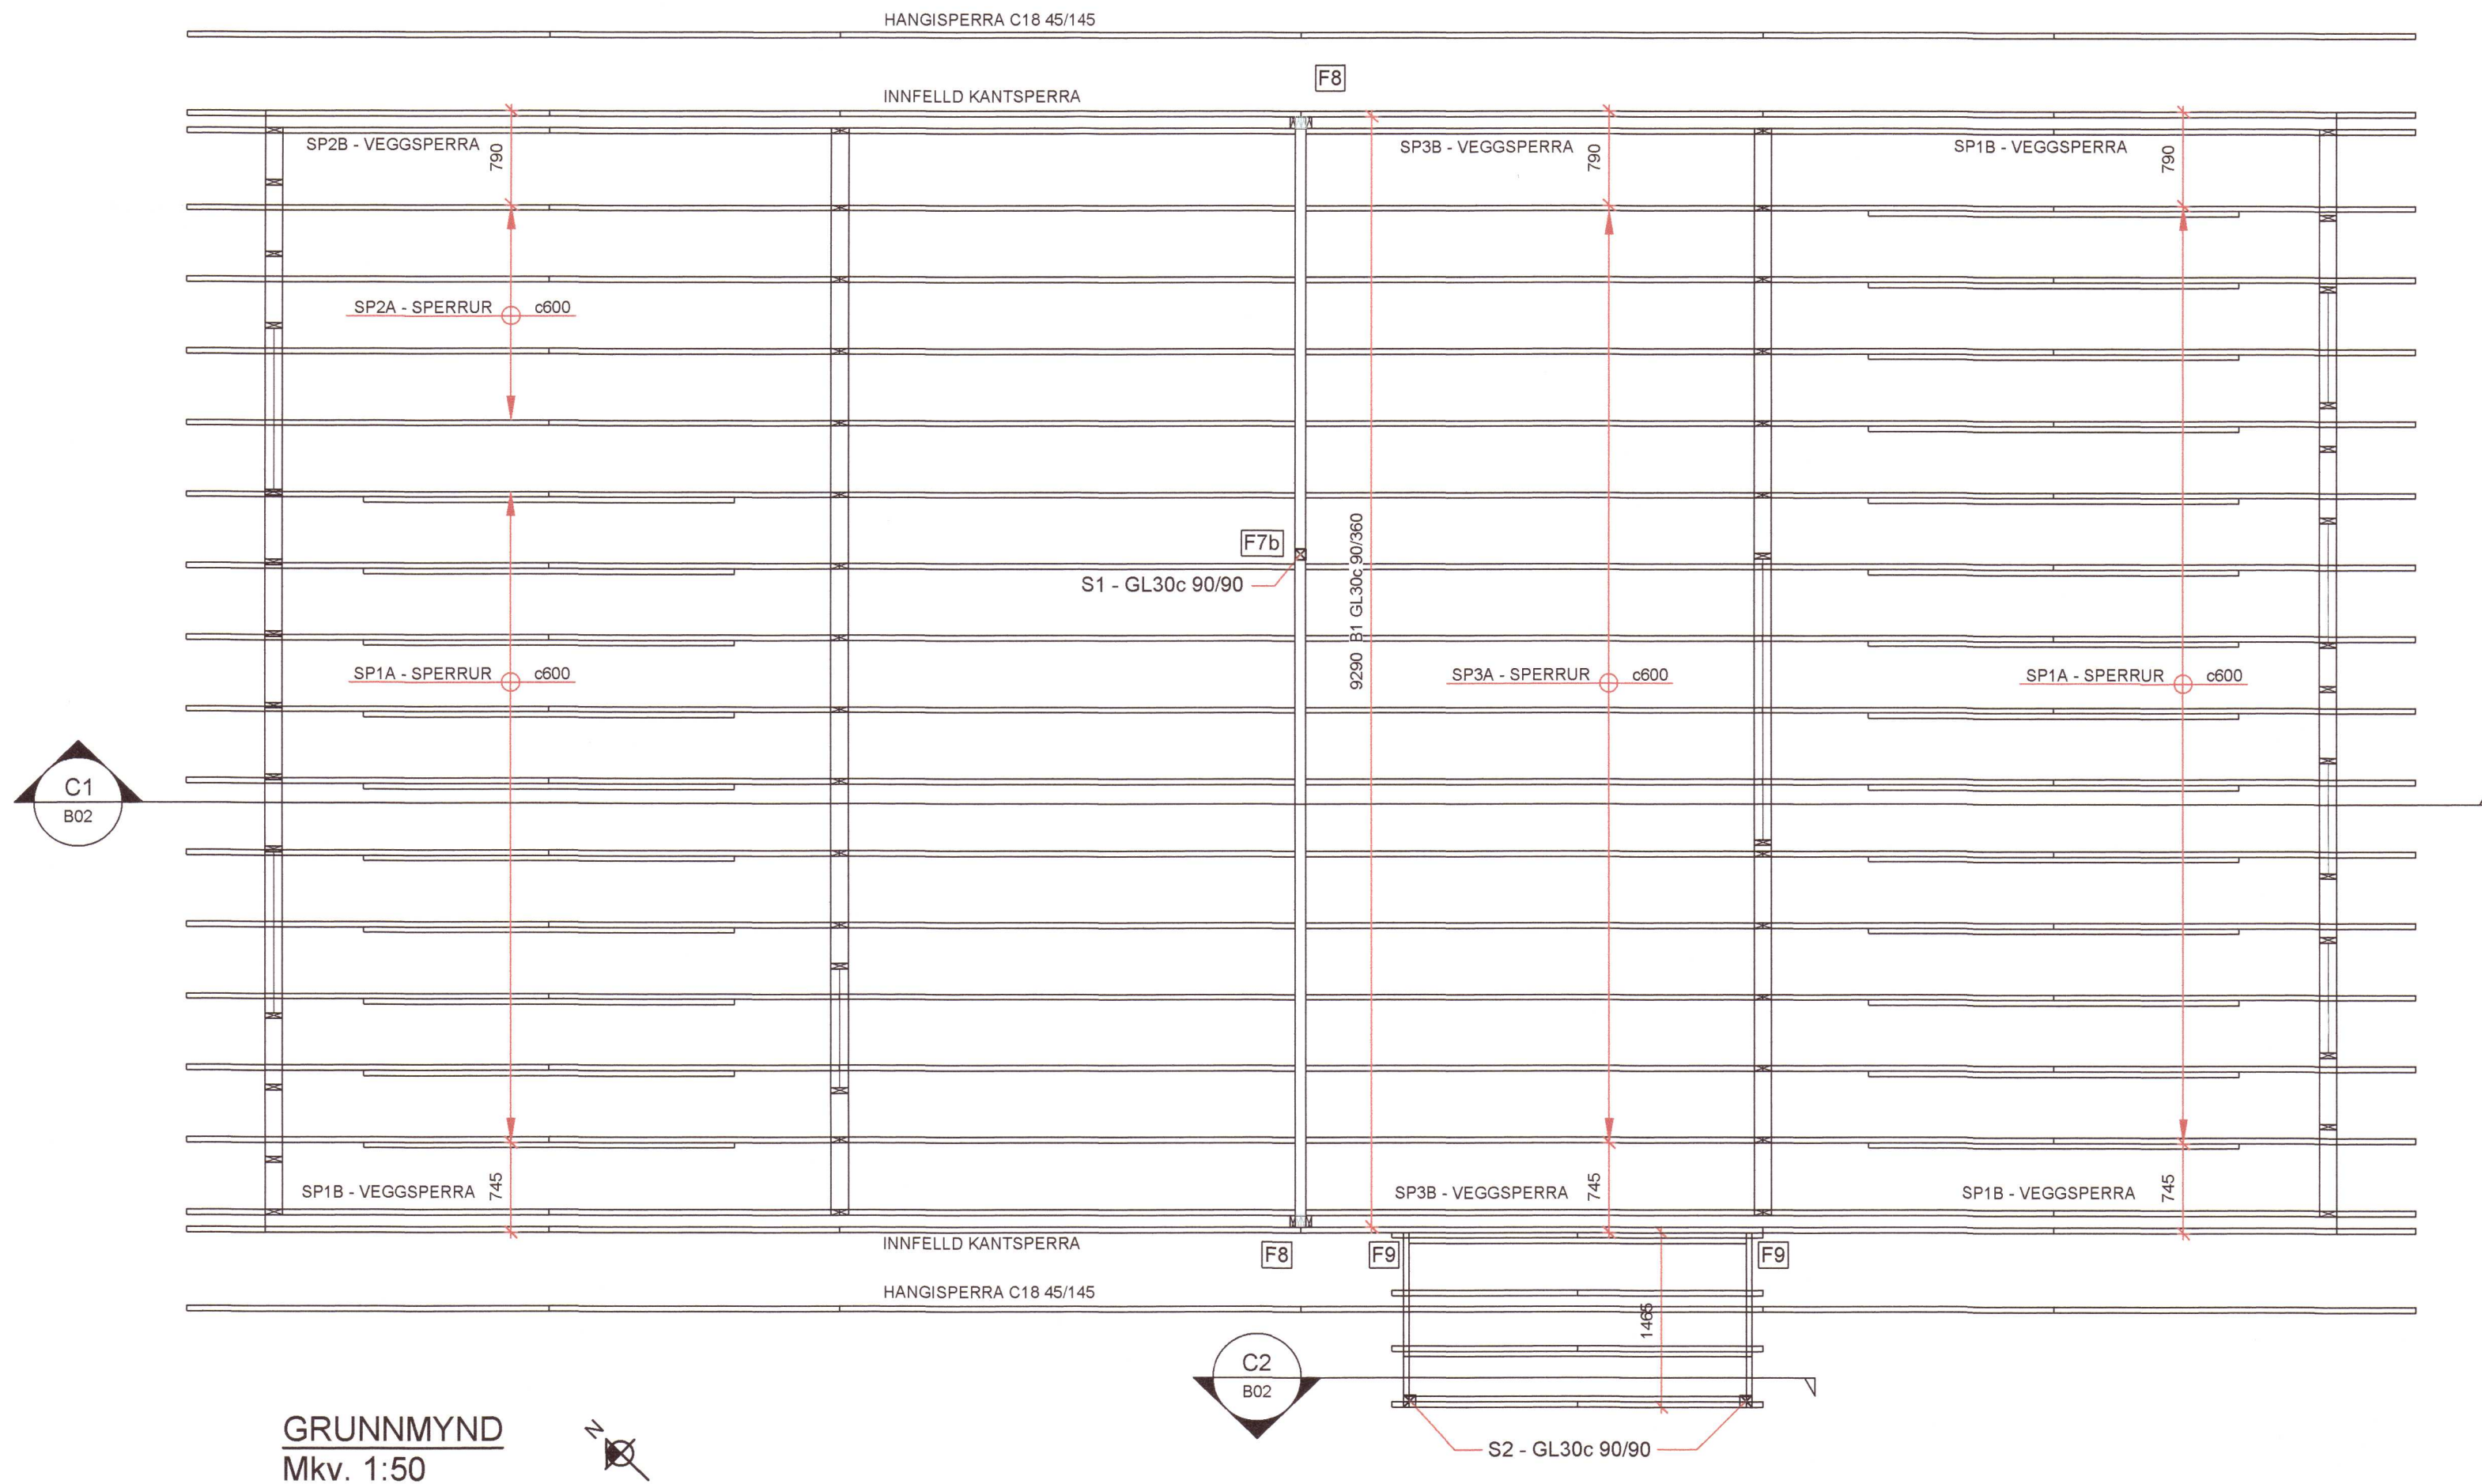 HANGISPERRA C18 45/145
F8
INNFELLD KANTSPERRA
SP2B - VEGGSPERRA
790
SP3B - VEGGSPERRA
790
SP1B - VEGGSPERRA
790
SP2A - SPERRUR c600
F7b
S1 - GL30c 90/90
9290 B1 GL30c 90/360
SP1A - SPERRUR c600
SP3A - SPERRUR c600
SP1A - SPERRUR c600
C1
B02
SP1B - VEGGSPERRA
745
SP3B - VEGGSPERRA
745
SP1B - VEGGSPERRA
745
INNFELLD KANTSPERRA
F8
F9
F9
HANGISPERRA C18 45/145
1465
C2
B02
S2 - GL30c 90/90
GRUNNMYND
Mkv. 1:50
N